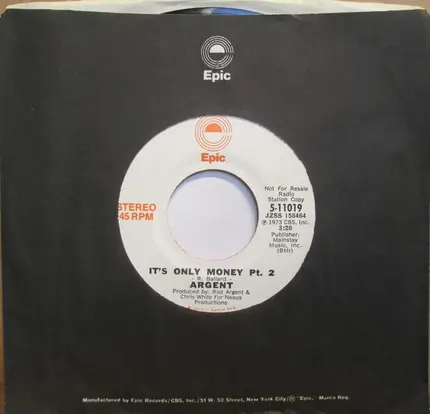 Epic
Epic
STEREO
45 RPM
Not For Resale
Radio
Station Copy
5-11019
JZSS 158464
℗ 1973 CBS, Inc.
3:28
Publisher:
Mainstay
Music, Inc.
(BMI)
IT'S ONLY MONEY Pt. 2
- R. Ballard -
ARGENT
Produced by: Rod Argent &
Chris White For Nexus
Productions
Manufactured by Epic Records/CBS, Inc./51 W. 52 Street, New York City/® "Epic," Marca Reg.